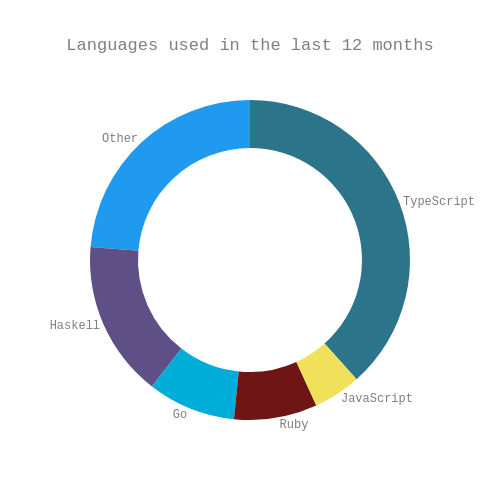 Languages used in the last 12 months
Other
TypeScript
Haskell
JavaScript
Go
Ruby